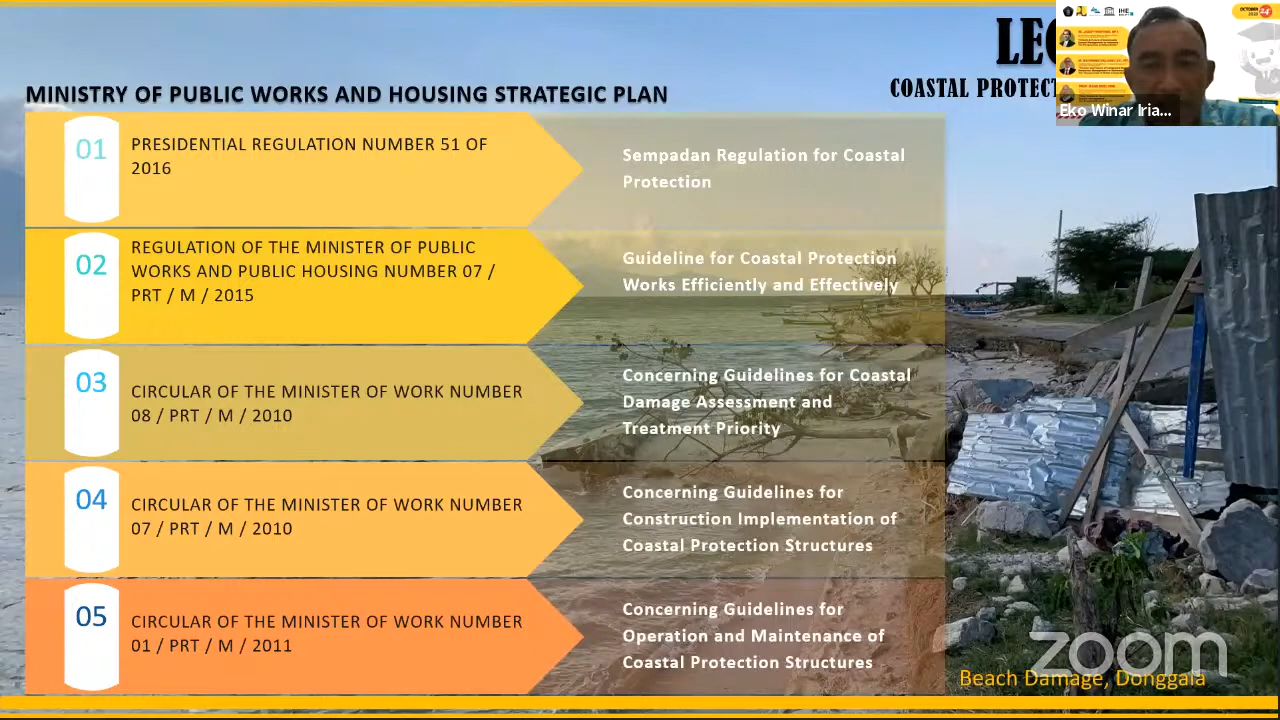 LE
COASTAL PROTECT
MINISTRY OF PUBLIC WORKS AND HOUSING STRATEGIC PLAN
01
PRESIDENTIAL REGULATION NUMBER 51 OF
2016
Sempadan Regulation for Coastal
Protection
02
REGULATION OF THE MINISTER OF PUBLIC
WORKS AND PUBLIC HOUSING NUMBER 07 /
PRT / M / 2015
Guideline for Coastal Protection
Works Efficiently and Effectively
03
CIRCULAR OF THE MINISTER OF WORK NUMBER
08 / PRT / M / 2010
Concerning Guidelines for Coastal
Damage Assessment and
Treatment Priority
04
CIRCULAR OF THE MINISTER OF WORK NUMBER
07 / PRT / M / 2010
Concerning Guidelines for
Construction Implementation of
Coastal Protection Structures
05
CIRCULAR OF THE MINISTER OF WORK NUMBER
01 / PRT / M / 2011
Concerning Guidelines for
Operation and Maintenance of
Coastal Protection Structures
IHE
OCTOBER
24
Eko Winar Iria...
zoom
Beach Damage, Donggala